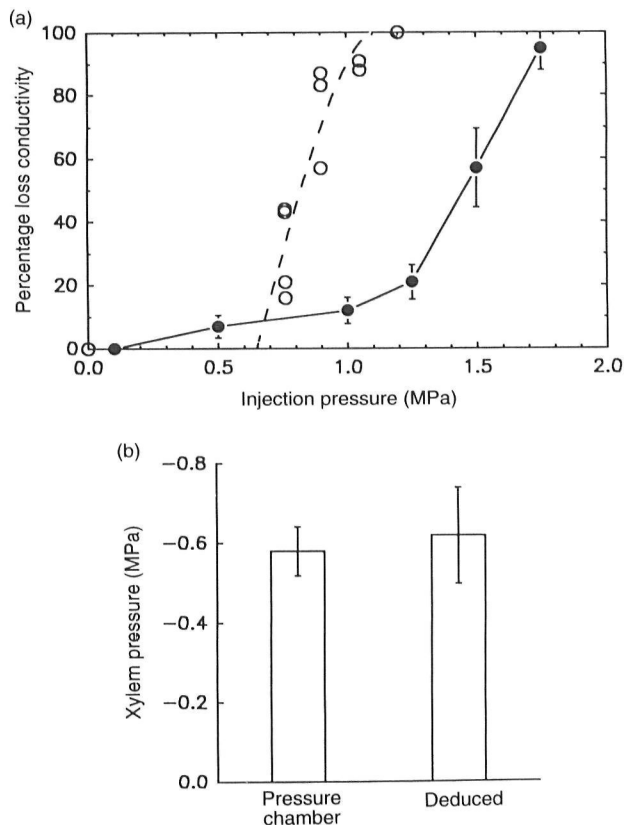 (a)
100
80
60
40
20
0
Percentage loss conductivity
0.0 0.5 1.0 1.5 2.0
Injection pressure (MPa)
(b)
−0.8
−0.6
−0.4
−0.2
0.0
Xylem pressure (MPa)
Pressure chamber
Deduced